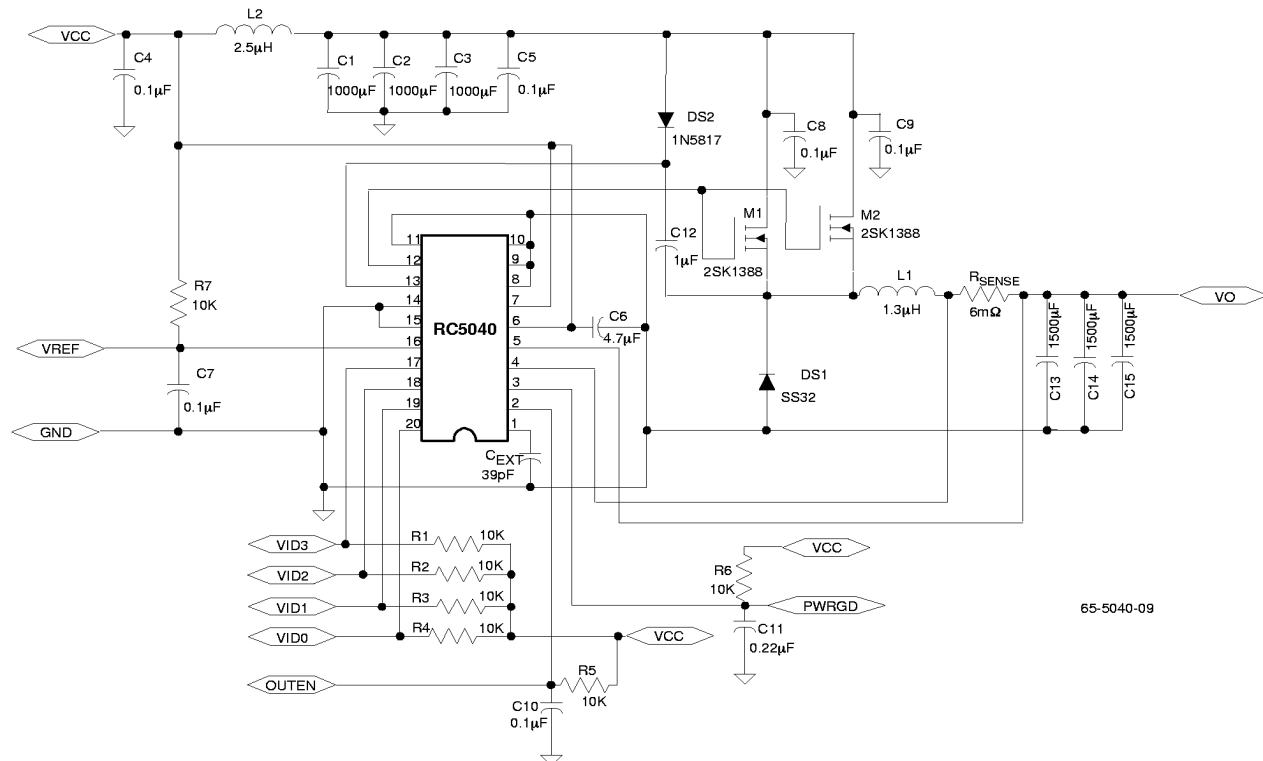 L2
VCC
2.5µH
C4
0.1µF
C1
1000µF
C2
1000µF
C3
1000µF
C5
0.1µF
DS2
1N5817
C8
0.1µF
C9
0.1µF
M1
2SK1388
M2
2SK1388
C12
1µF
11
12
13
14
15
16
17
18
19
20
RC5040
10
9
8
7
6
5
4
3
2
1
R7
10K
C6
4.7µF
L1
1.3µH
RSENSE
6mΩ
VO
1500µF
C13
1500µF
C14
1500µF
C15
VREF
C7
0.1µF
DS1
SS32
GND
CEXT
39pF
VID3
R1
10K
VID2
R2
10K
VID1
R3
10K
VID0
R4
10K
VCC
VCC
R6
10K
PWRGD
C11
0.22µF
65-5040-09
OUTEN
R5
10K
C10
0.1µF